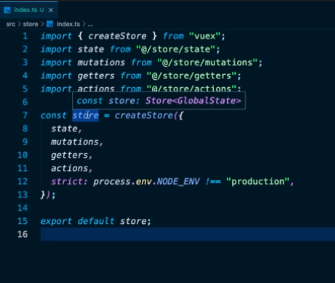 index.ts U
src > store > index.ts > ...
1 import { createStore } from "vuex";
2 import state from "@/store/state";
3 import mutations from "@/store/mutations";
4 import getters from "@/store/getters";
5 import actions from "@/store/actions";
6 const store: Store<GlobalState>
7 const store = createStore({
8 state,
9 mutations,
10 getters,
11 actions,
12 strict: process.env.NODE_ENV !== "production",
13 });
14
15 export default store;
16